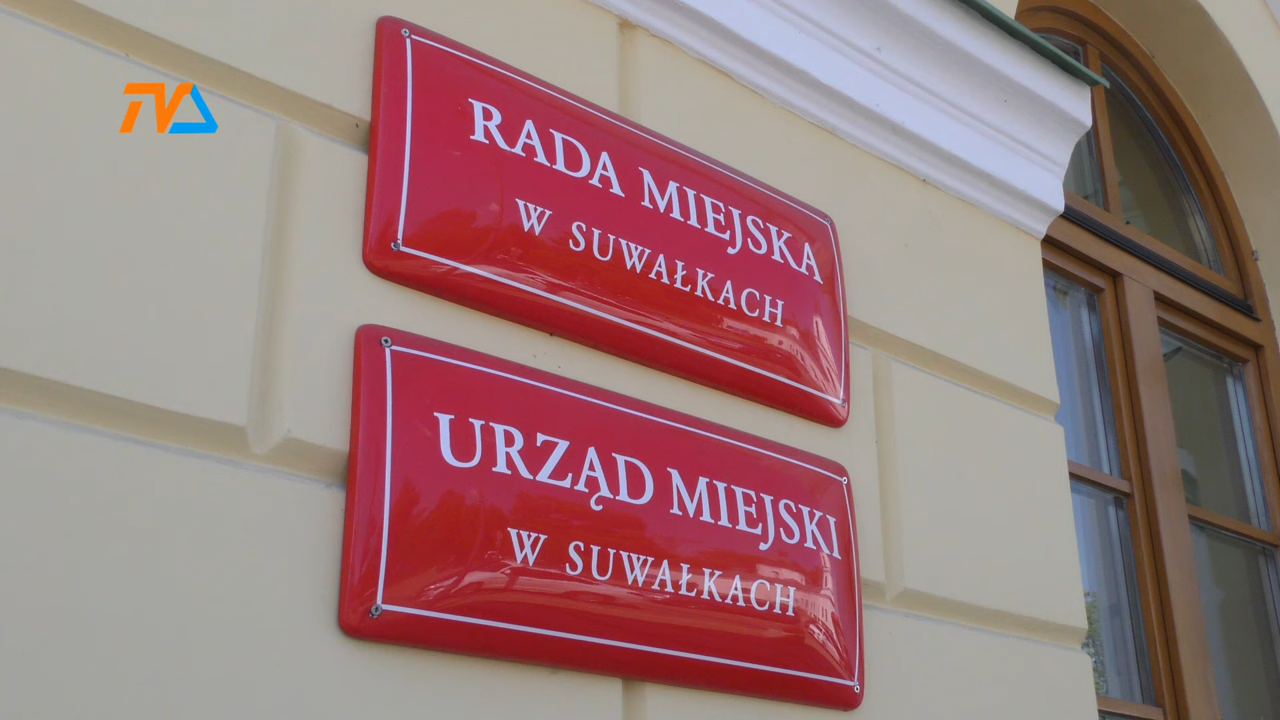 TVS
RADA MIEJSKA
W SUWAŁKACH
URZĄD MIEJSKI
W SUWAŁKACH